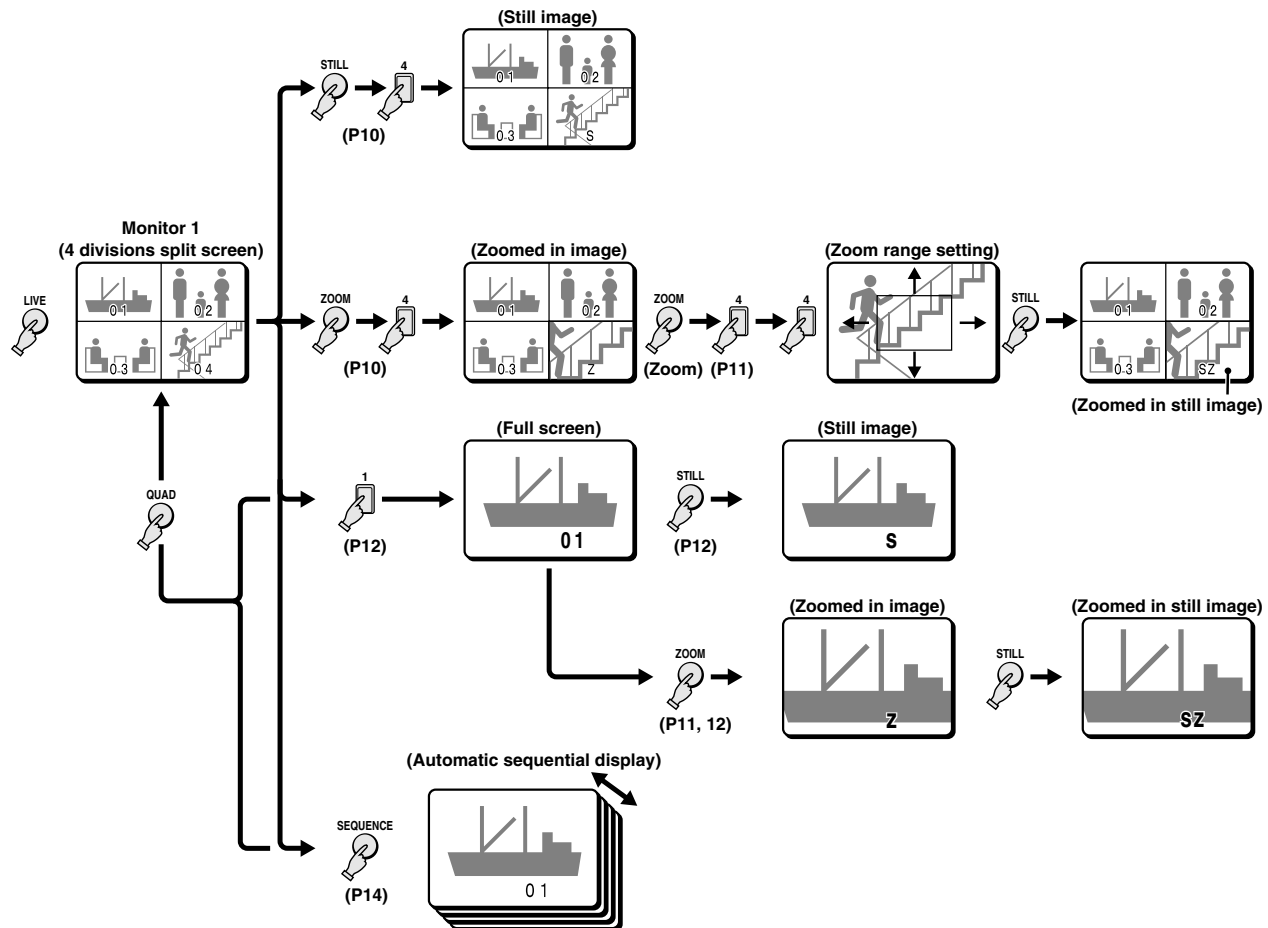 (Still image)
STILL
4
01
02
03
S
(P10)
Monitor 1
(4 divisions split screen)
LIVE
01
02
03
04
ZOOM
4
(P10)
(Zoomed in image)
01
02
03
Z
ZOOM
4
4
(Zoom)
(P11)
(Zoom range setting)
STILL
01
02
03
SZ
(Zoomed in still image)
QUAD
1
(P12)
(Full screen)
01
STILL
(P12)
(Still image)
S
ZOOM
(P11, 12)
(Zoomed in image)
Z
STILL
(Zoomed in still image)
SZ
(Automatic sequential display)
SEQUENCE
(P14)
01